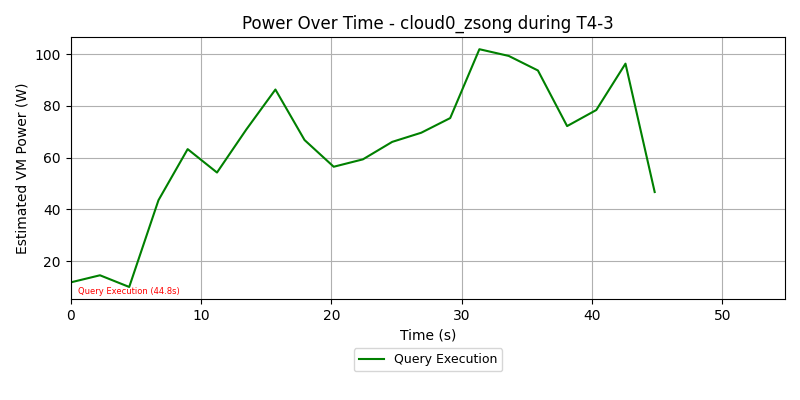 Power Over Time - cloud0_zsong during T4-3
Estimated VM Power (W)
100
80
60
40
20
Query Execution (44.8s)
0 10 20 30 40 50
Time (s)
Query Execution